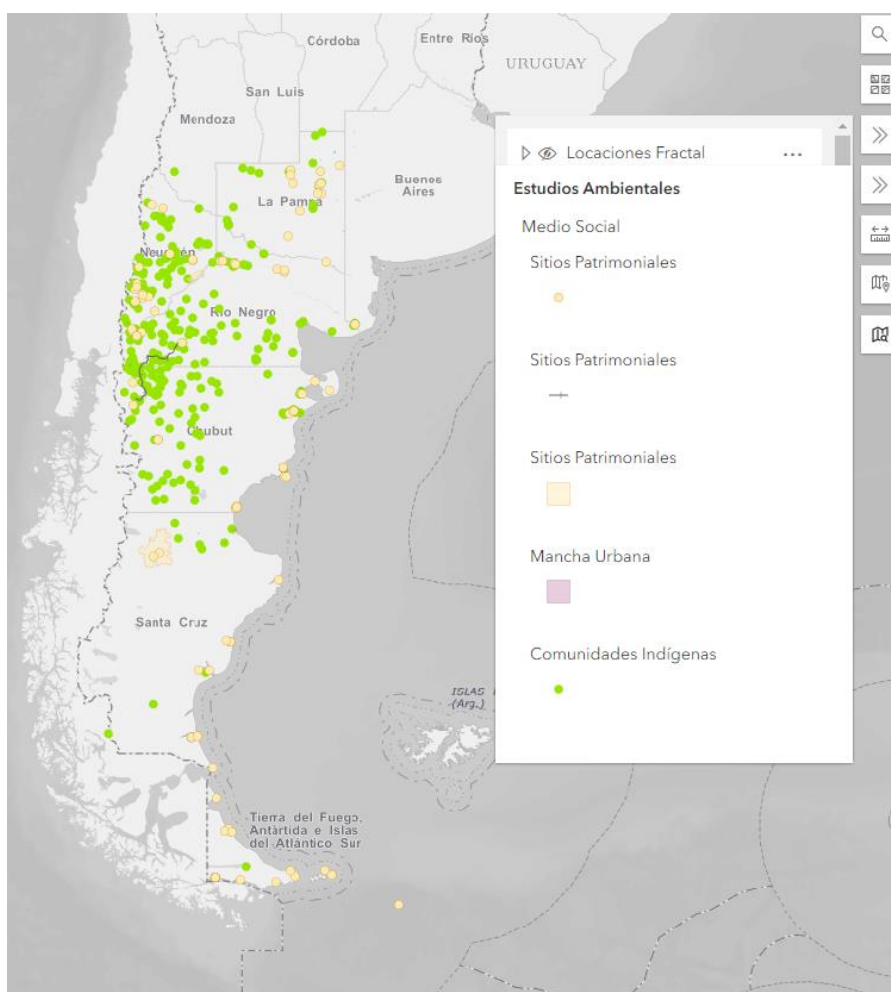 Córdoba
Entre Ríos
URUGUAY
San Luis
Mendoza
Buenos
Aires
La Pampa
Neuquén
Río Negro
Chubut
Santa Cruz
ISLAS
(Arg.)
Tierra del Fuego,
Antártida e Islas
del Atlántico Sur
Locaciones Fractal
...
Estudios Ambientales
Medio Social
Sitios Patrimoniales
Sitios Patrimoniales
Sitios Patrimoniales
Mancha Urbana
Comunidades Indígenas